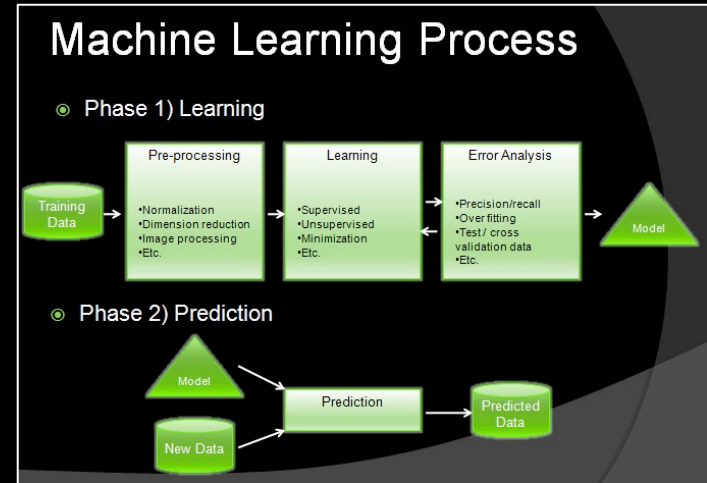 Machine Learning Process
Phase 1) Learning
Training
Data
Pre-processing
•Normalization
•Dimension reduction
•Image processing
•Etc.
Learning
•Supervised
•Unsupervised
•Minimization
•Etc.
Error Analysis
•Precision/recall
•Over fitting
•Test / cross
validation data
•Etc.
Model
Phase 2) Prediction
Model
New Data
Prediction
Predicted
Data